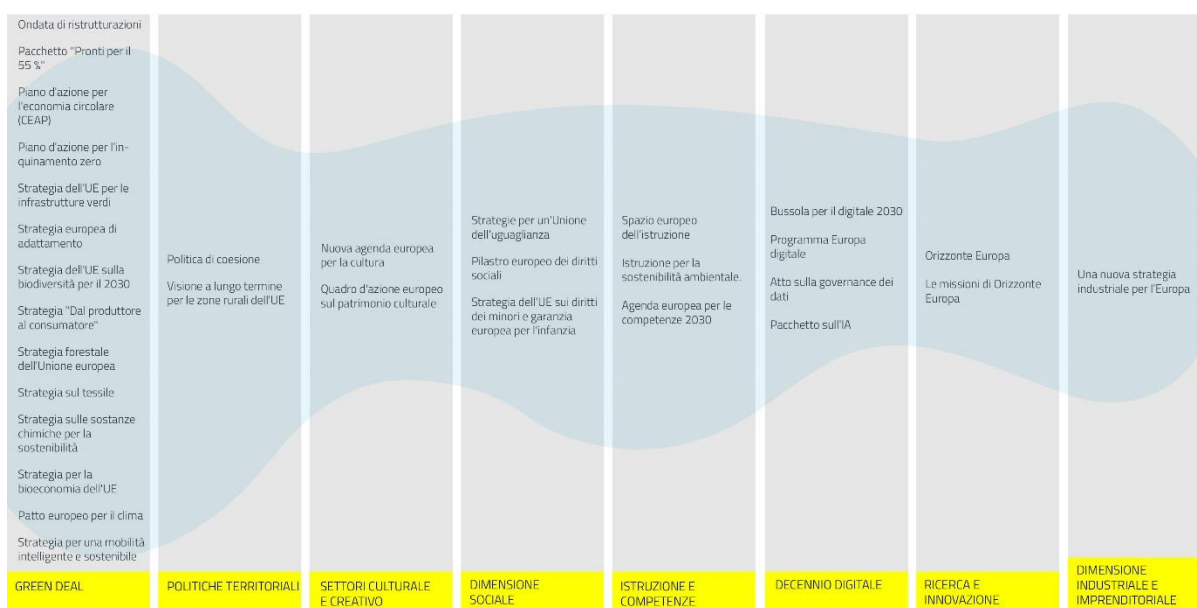 Ondata di ristrutturazioni
Pacchetto "Pronti per il
55 %"
Piano d'azione per
l'economia circolare
(CEAP)
Piano d'azione per l'in-
quinamento zero
Strategia dell'UE per le
infrastrutture verdi
Strategia europea di
adattamento
Strategia dell'UE sulla
biodiversità per il 2030
Strategia "Dal produttore
al consumatore"
Strategia forestale
dell'Unione europea
Strategia sul tessile
Strategia sulle sostanze
chimiche per la
sostenibilità
Strategia per la
bioeconomia dell'UE
Patto europeo per il clima
Strategia per una mobilità
intelligente e sostenibile
GREEN DEAL
Politica di coesione
Visione a lungo termine
per le zone rurali dell'UE
POLITICHE TERRITORIALI
Nuova agenda europea
per la cultura
Quadro d'azione europeo
sul patrimonio culturale
SETTORI CULTURALE
E CREATIVO
Strategie per un'Unione
dell'uguaglianza
Pilastro europeo dei diritti
sociali
Strategia dell'UE sui diritti
dei minori e garanzia
europea per l'infanzia
DIMENSIONE
SOCIALE
Spazio europeo
dell'istruzione
Istruzione per la
sostenibilità ambientale.
Agenda europea per le
competenze 2030
ISTRUZIONE E
COMPETENZE
Bussola per il digitale 2030
Programma Europa
digitale
Atto sulla governance dei
dati
Pacchetto sull'IA
DECENNIO DIGITALE
Orizzonte Europa
Le missioni di Orizzonte
Europa
RICERCA E
INNOVAZIONE
Una nuova strategia
industriale per l'Europa
DIMENSIONE
INDUSTRIALE E
IMPRENDITORIALE